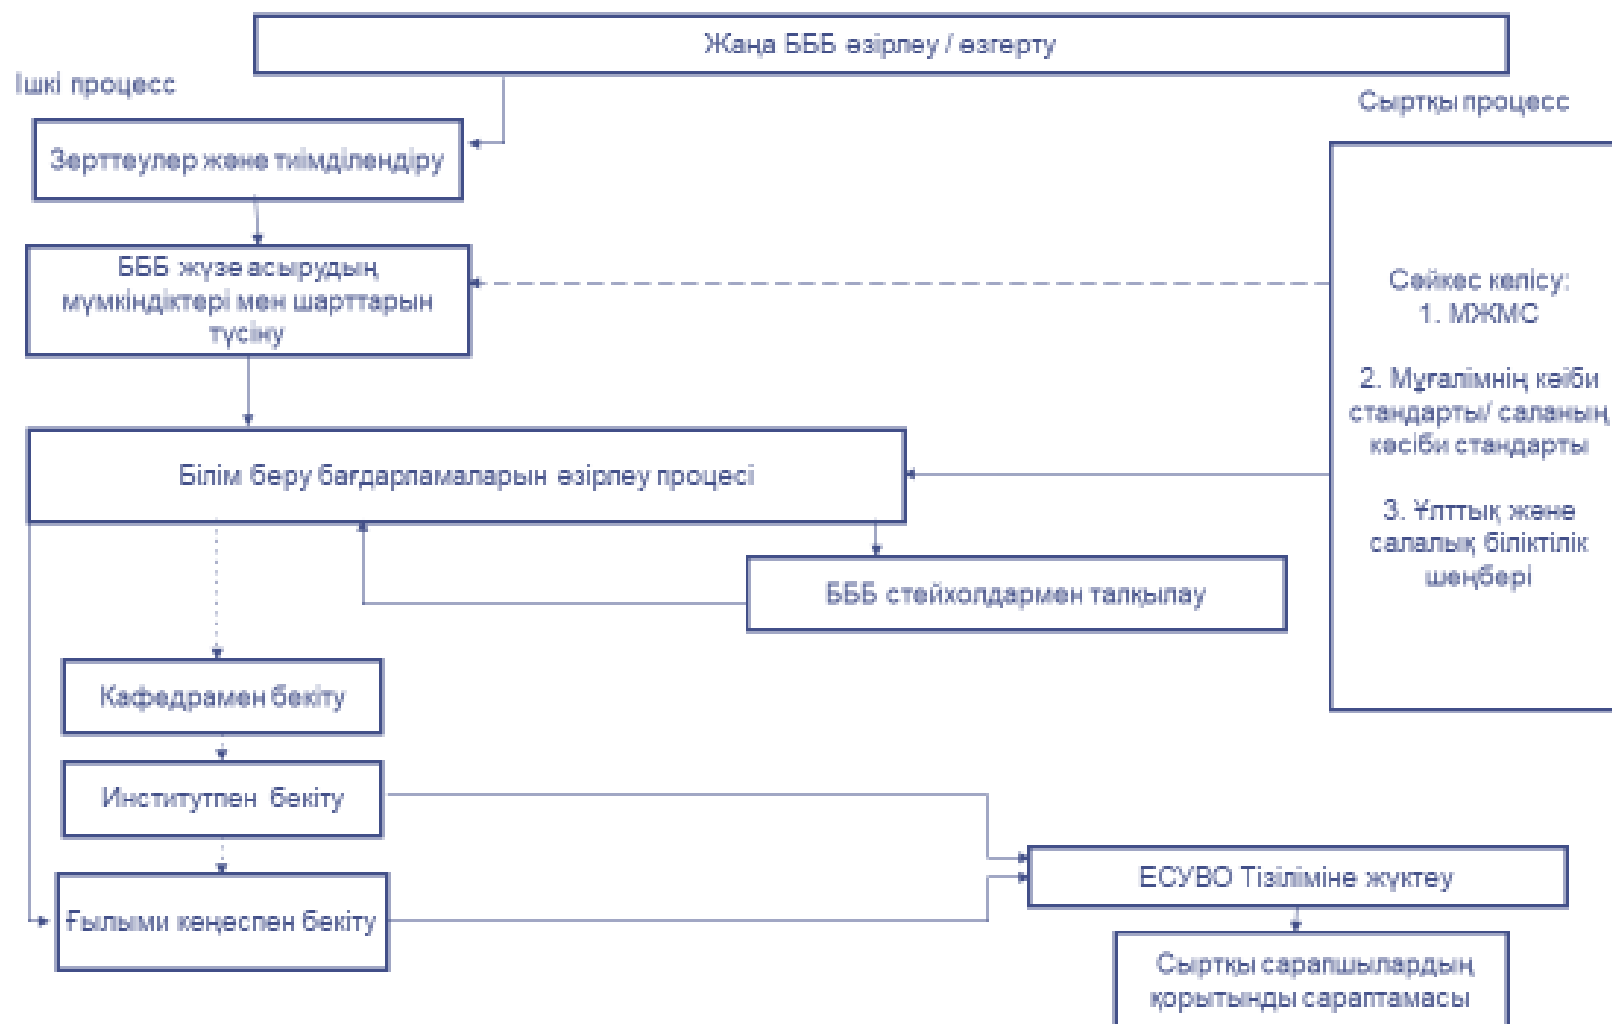 Жаңа БББ әзірлеу / өзгерту
Ішкі процесс
Сыртқы процесс
Зерттеулер және тиімділендіру
БББ жүзе асырудың
мүмкіндіктері мен шарттарын
түсіну
Сәйкес келісу:
1. МЖМС
2. Мұғалімнің кәіби
стандарты/ саланың
кәсіби стандарты
3. Ұлттық және
салалық біліктілік
шеңбері
Білім беру бағдарламаларын әзірлеу процесі
БББ стейхолдармен талқылау
Кафедрамен бекіту
Институтпен бекіту
Ғылыми кеңеспен бекіту
ЕСУВО Тізіліміне жүктеу
Сыртқы сарапшылардың
қорытынды сараптамасы